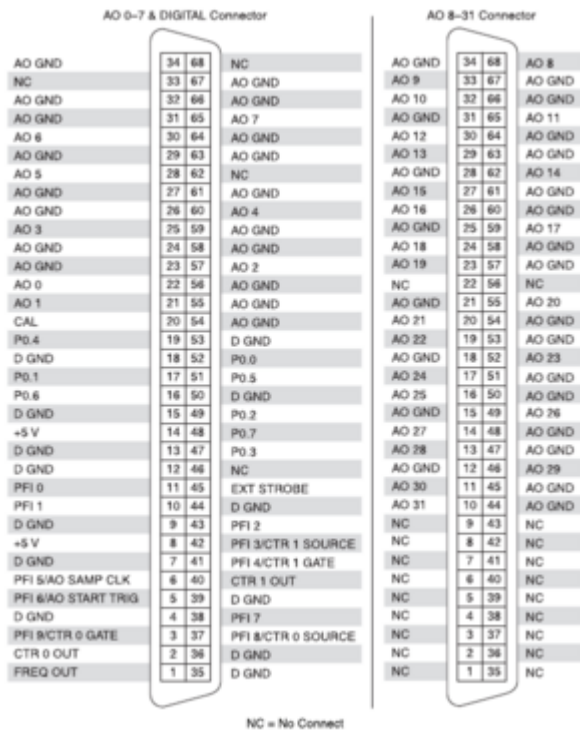 AO 0–7 & DIGITAL Connector
AO GND 34 68 NC
NC 33 67 AO GND
AO GND 32 66 AO GND
AO GND 31 65 AO 7
AO 6 30 64 AO GND
AO GND 29 63 AO GND
AO 5 28 62 NC
AO GND 27 61 AO GND
AO GND 26 60 AO 4
AO 3 25 59 AO GND
AO GND 24 58 AO GND
AO GND 23 57 AO 2
AO 0 22 56 AO GND
AO 1 21 55 AO GND
CAL 20 54 AO GND
P0.4 19 53 D GND
D GND 18 52 P0.0
P0.1 17 51 P0.5
P0.6 16 50 D GND
D GND 15 49 P0.2
+5 V 14 48 P0.7
D GND 13 47 P0.3
D GND 12 46 NC
PFI 0 11 45 EXT STROBE
PFI 1 10 44 D GND
D GND 9 43 PFI 2
+5 V 8 42 PFI 3/CTR 1 SOURCE
D GND 7 41 PFI 4/CTR 1 GATE
PFI 5/AO SAMP CLK 6 40 CTR 1 OUT
PFI 6/AO START TRIG 5 39 D GND
D GND 4 38 PFI 7
PFI 9/CTR 0 GATE 3 37 PFI 8/CTR 0 SOURCE
CTR 0 OUT 2 36 D GND
FREQ OUT 1 35 D GND
AO 8–31 Connector
AO GND 34 68 AO 8
AO 9 33 67 AO GND
AO 10 32 66 AO GND
AO GND 31 65 AO 11
AO 12 30 64 AO GND
AO 13 29 63 AO GND
AO GND 28 62 AO 14
AO 15 27 61 AO GND
AO 16 26 60 AO GND
AO GND 25 59 AO 17
AO 18 24 58 AO GND
AO 19 23 57 AO GND
NC 22 56 NC
AO GND 21 55 AO 20
AO 21 20 54 AO GND
AO 22 19 53 AO GND
AO GND 18 52 AO 23
AO 24 17 51 AO GND
AO 25 16 50 AO GND
AO GND 15 49 AO 26
AO 27 14 48 AO GND
AO 28 13 47 AO GND
AO GND 12 46 AO 29
AO 30 11 45 AO GND
AO 31 10 44 AO GND
NC 9 43 NC
NC 8 42 NC
NC 7 41 NC
NC 6 40 NC
NC 5 39 NC
NC 4 38 NC
NC 3 37 NC
NC 2 36 NC
NC 1 35 NC
NC = No Connect